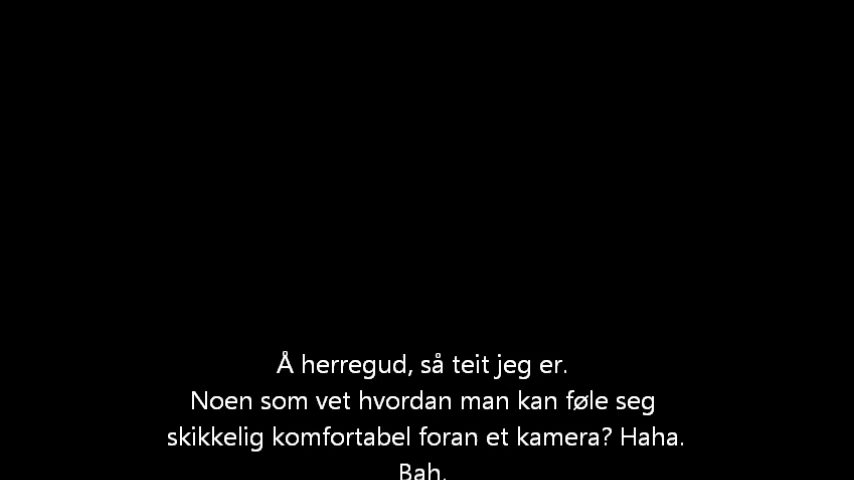 Å herregud, så teit jeg er.
Noen som vet hvordan man kan føle seg
skikkelig komfortabel foran et kamera? Haha.
Bah.